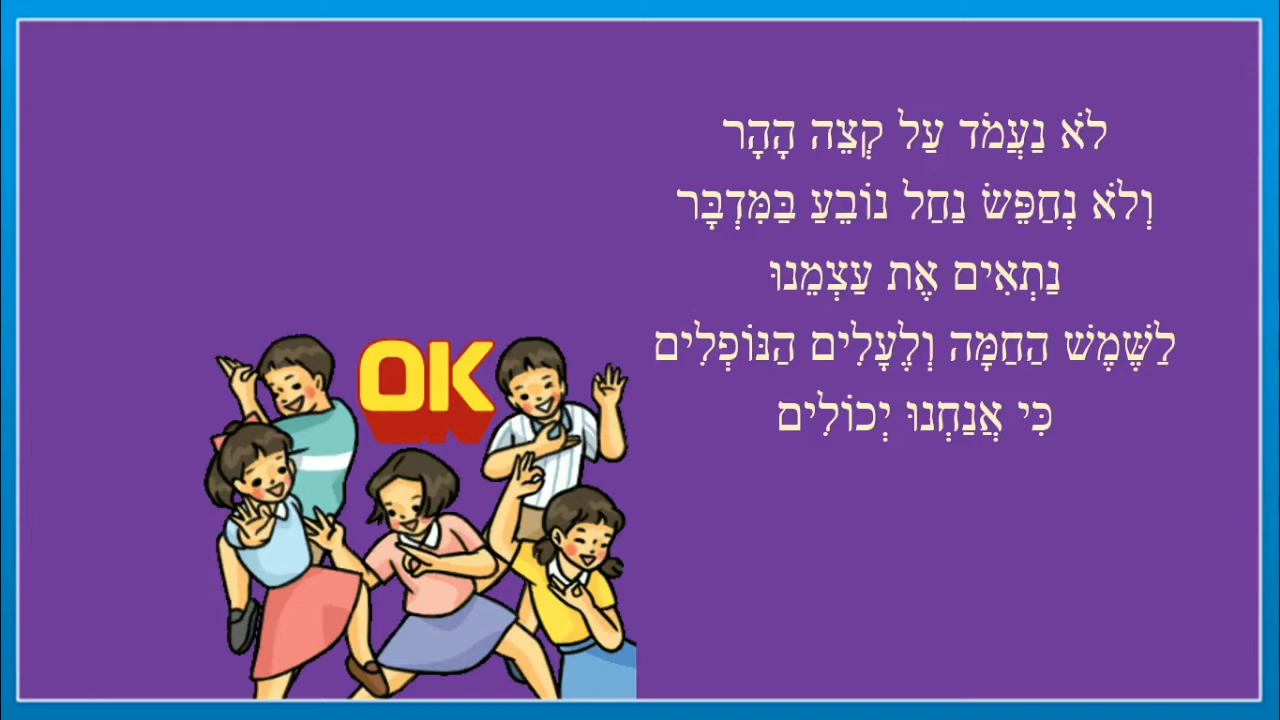 לֹא נַעֲמֹד עַל קְצֵה הָהָר
וְלֹא נְחַפֵּשׂ נַחַל נוֹבֵעַ בַּמִּדְבָּר
נַתְאִים אֶת עַצְמֵנוּ
לַשֶּׁמֶשׁ הַחַמָּה וְלֶעָלִים הַנּוֹפְלִים
כִּי אֲנַחְנוּ יְכוֹלִים
OK